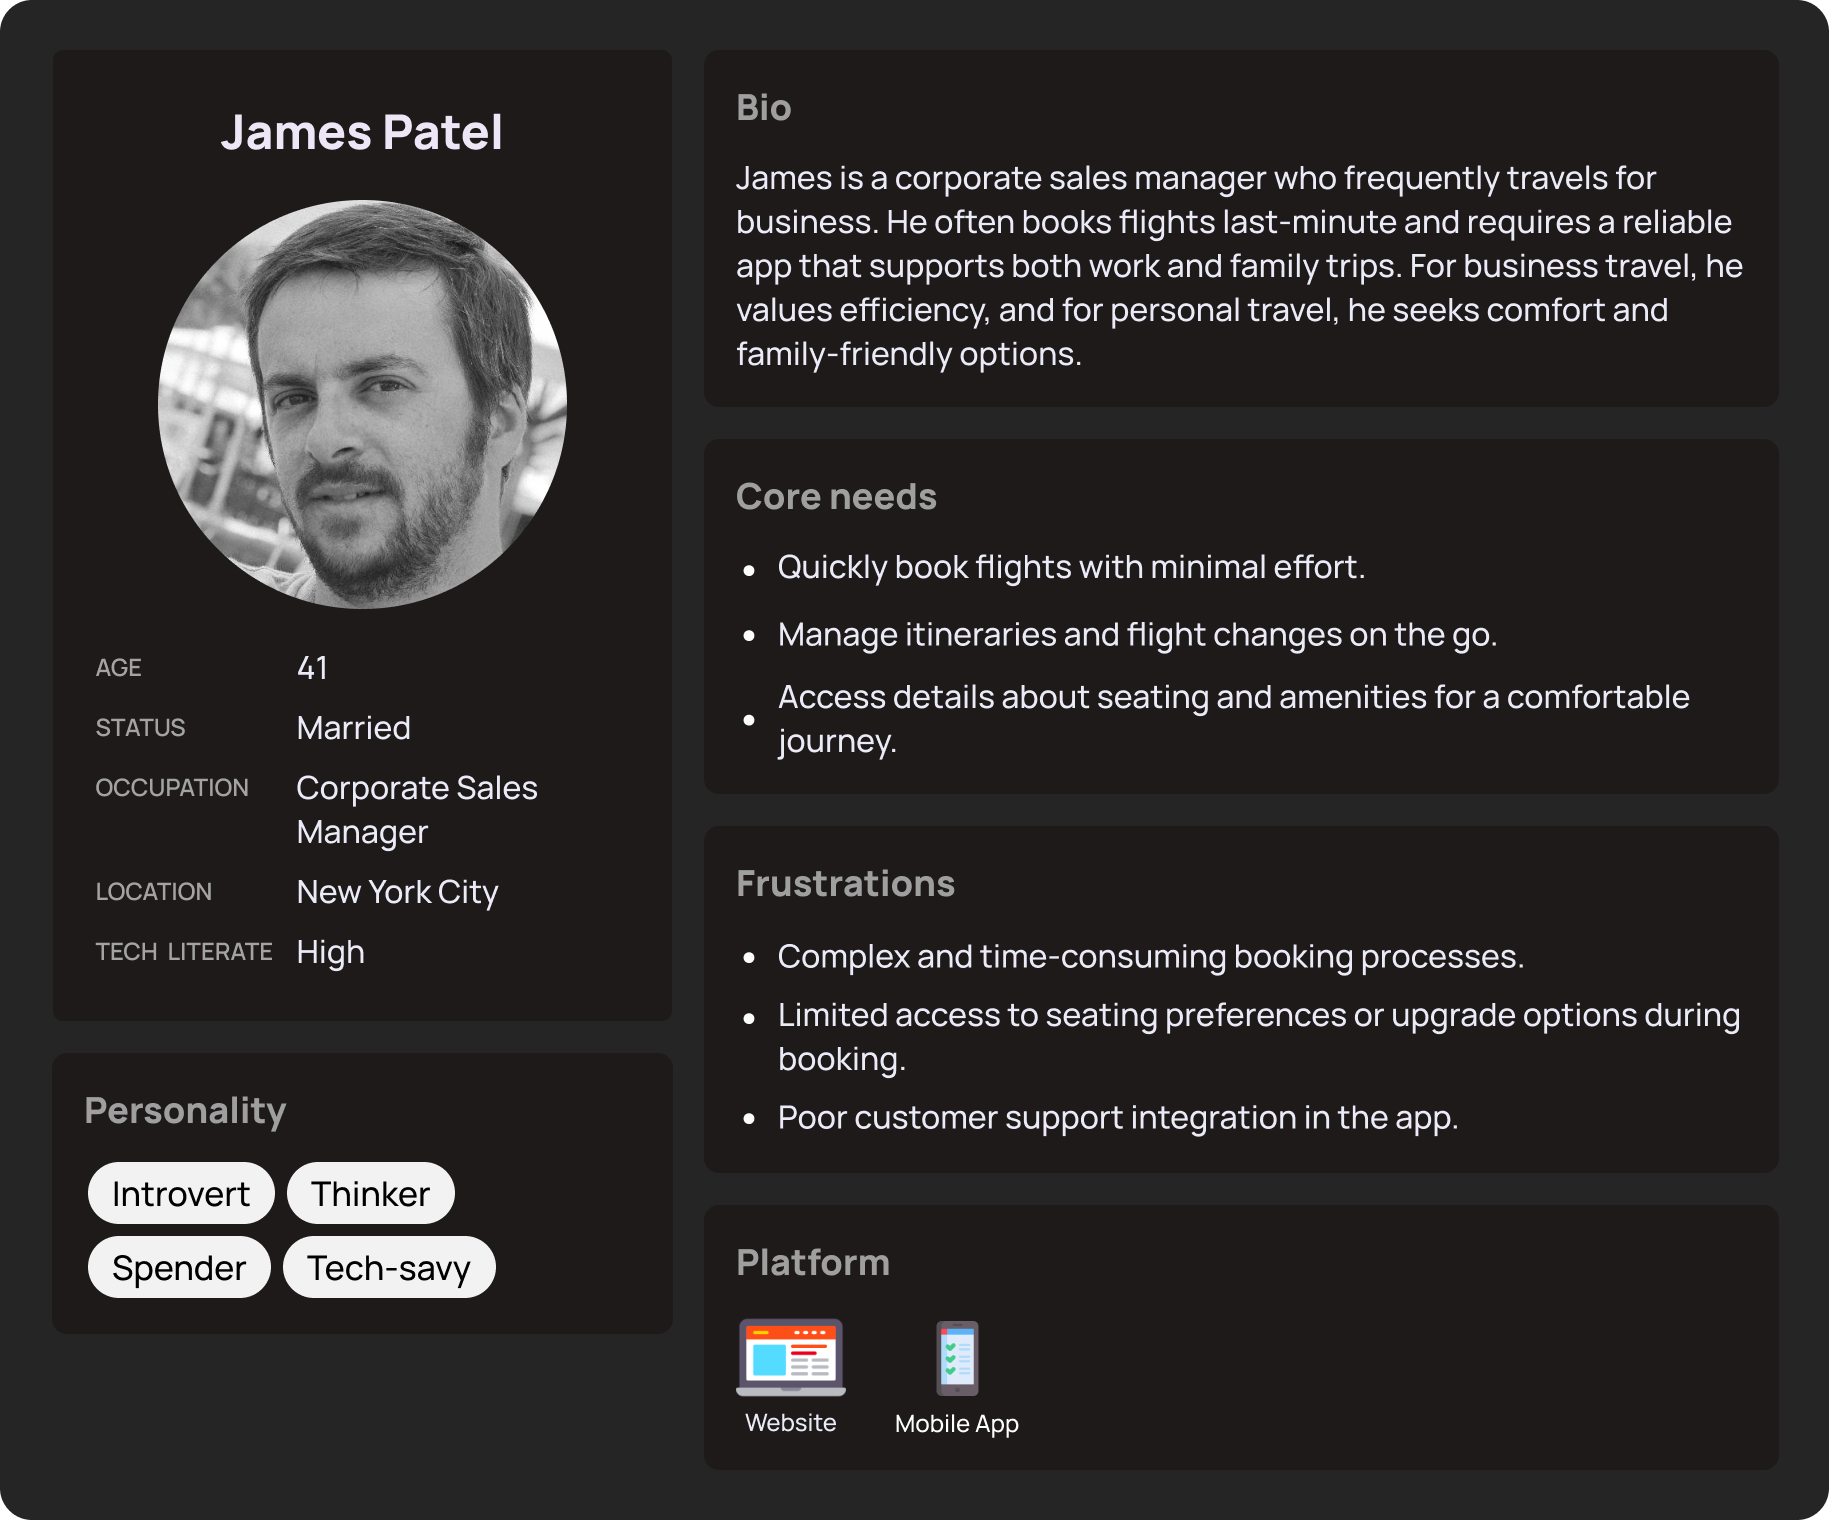 James Patel
AGE 41
STATUS Married
OCCUPATION Corporate Sales
Manager
LOCATION New York City
TECH LITERATE High
Personality
Introvert Thinker
Spender Tech-savy
Bio
James is a corporate sales manager who frequently travels for
business. He often books flights last-minute and requires a reliable
app that supports both work and family trips. For business travel, he
values efficiency, and for personal travel, he seeks comfort and
family-friendly options.
Core needs
• Quickly book flights with minimal effort.
• Manage itineraries and flight changes on the go.
• Access details about seating and amenities for a comfortable
journey.
Frustrations
• Complex and time-consuming booking processes.
• Limited access to seating preferences or upgrade options during
booking.
• Poor customer support integration in the app.
Platform
Website Mobile App